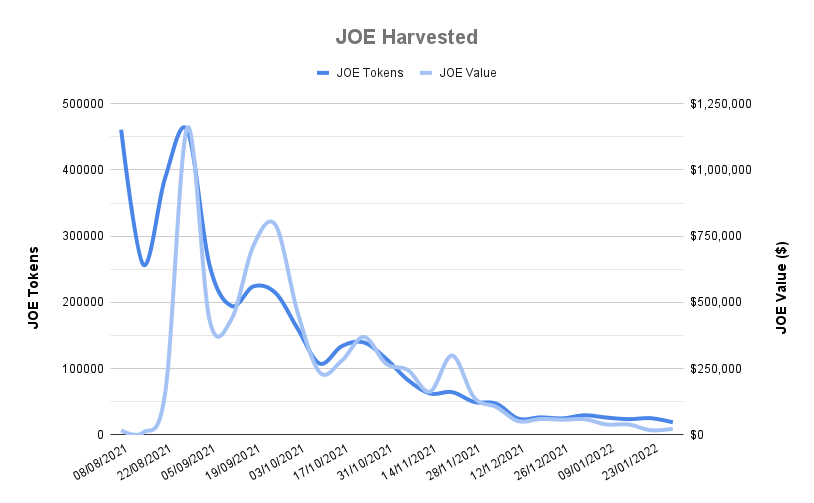 JOE Harvested
JOE Tokens JOE Value
500000 $1,250,000
400000 $1,000,000
300000 $750,000
200000 $500,000
100000 $250,000
0 $0
JOE Tokens
JOE Value ($)
08/08/2021 22/08/2021 05/09/2021 19/09/2021 03/10/2021 17/10/2021 31/10/2021 14/11/2021 28/11/2021 12/12/2021 26/12/2021 09/01/2022 23/01/2022